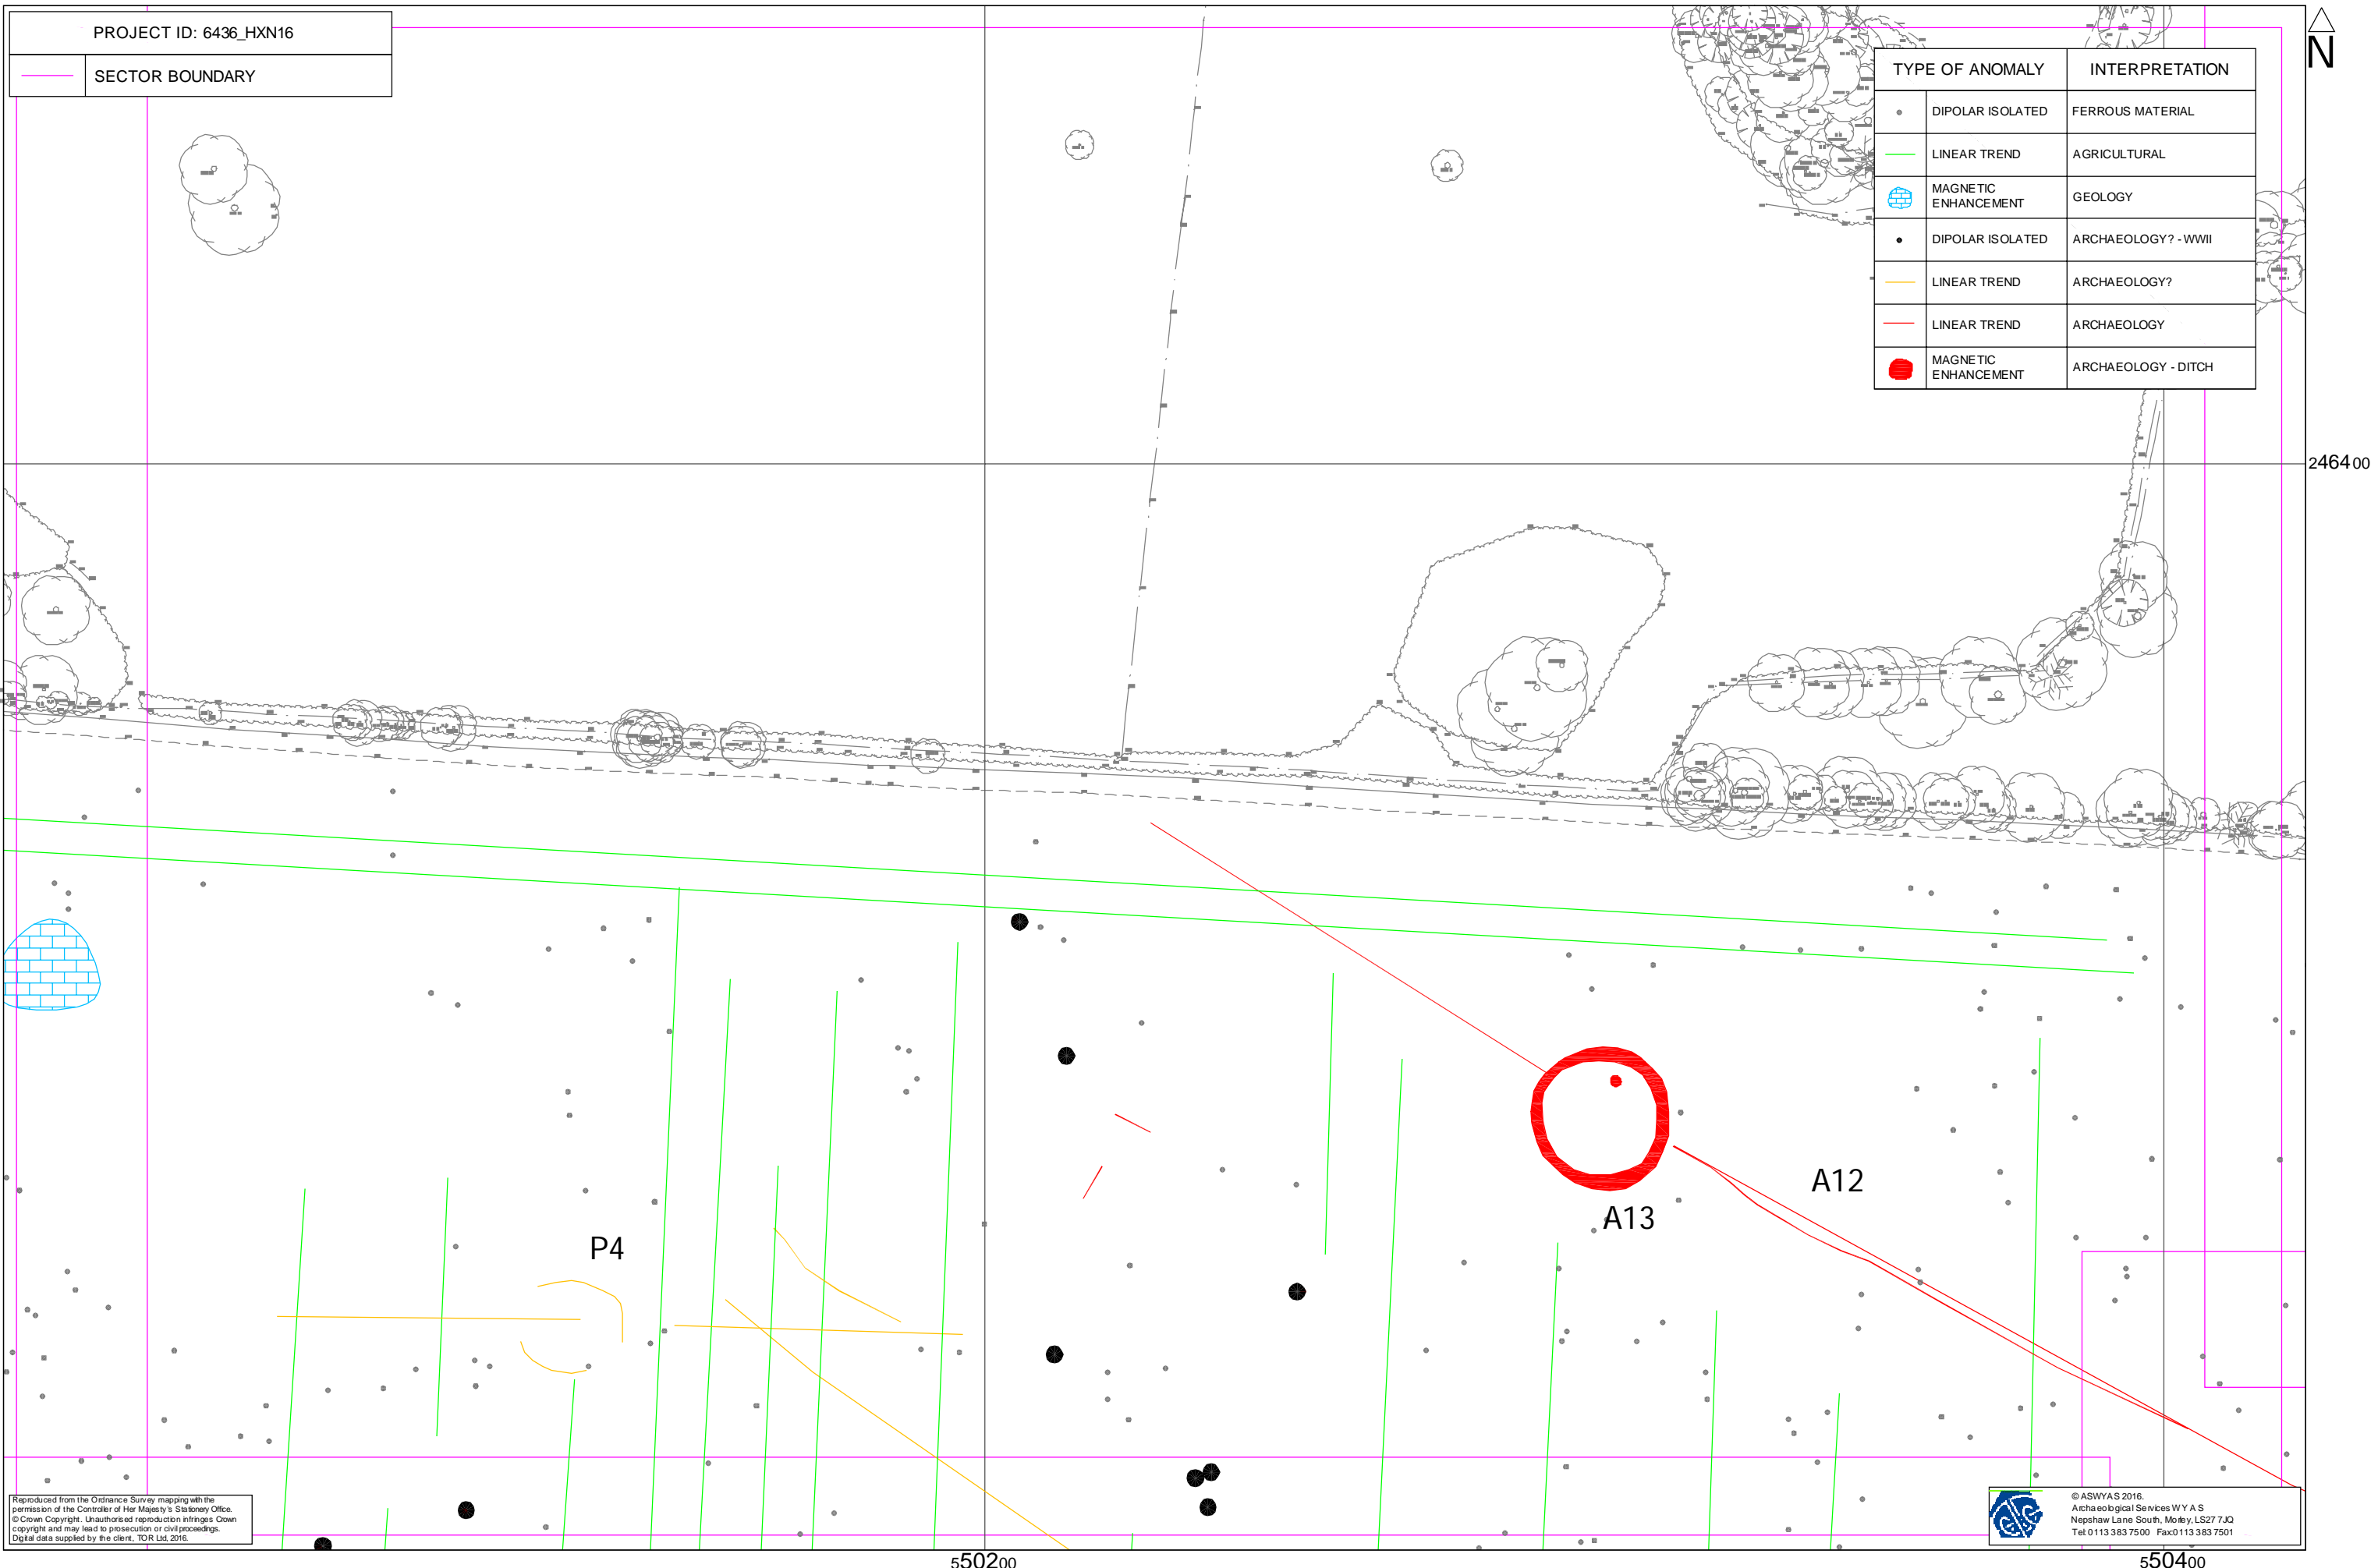 PROJECT ID: 6436_HXN16
SECTOR BOUNDARY
N
TYPE OF ANOMALY INTERPRETATION
DIPOLAR ISOLATED FERROUS MATERIAL
LINEAR TREND AGRICULTURAL
MAGNETIC
ENHANCEMENT GEOLOGY
DIPOLAR ISOLATED ARCHAEOLOGY? - WWII
LINEAR TREND ARCHAEOLOGY?
LINEAR TREND ARCHAEOLOGY
MAGNETIC
ENHANCEMENT ARCHAEOLOGY - DITCH
246400
A12
A13
P4
Reproduced from the Ordnance Survey mapping with the
permission of the Controller of Her Majesty's Stationery Office.
© Crown Copyright. Unauthorised reproduction infringes Crown
copyright and may lead to prosecution or civil proceedings.
Digital data supplied by the client, TOR Ltd, 2016.
© ASWYAS 2016.
Archaeological Services W Y A S
Nepshaw Lane South, Morley, LS27 7JQ
Tel: 0113 383 7500 Fax:0113 383 7501
550200
550400